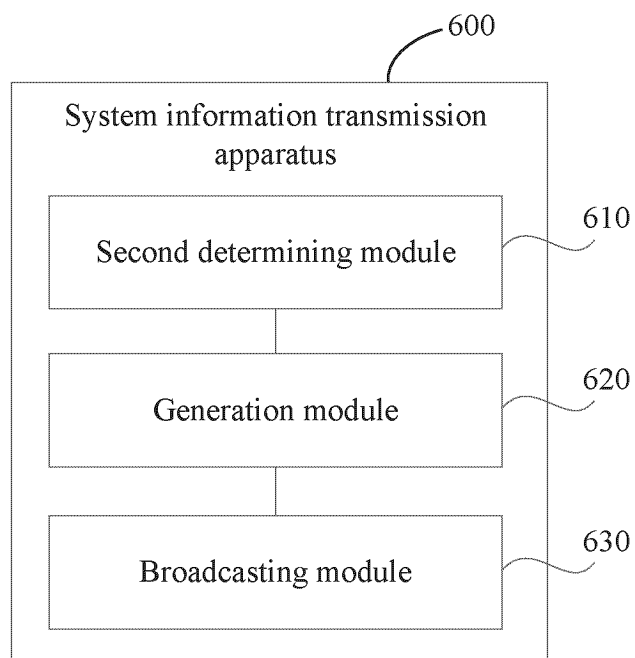 600
System information transmission
apparatus
610
Second determining module
620
Generation module
630
Broadcasting module